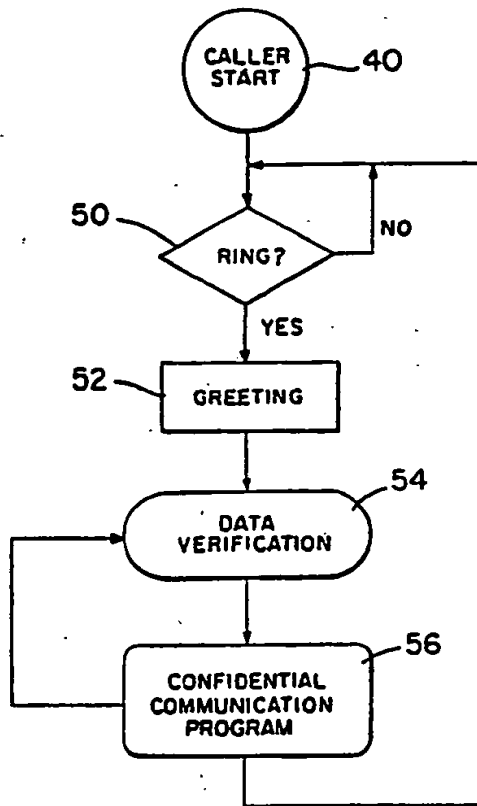 CALLER
START
40
50
RING?
NO
YES
52
GREETING
54
DATA
VERIFICATION
56
CONFIDENTIAL
COMMUNICATION
PROGRAM